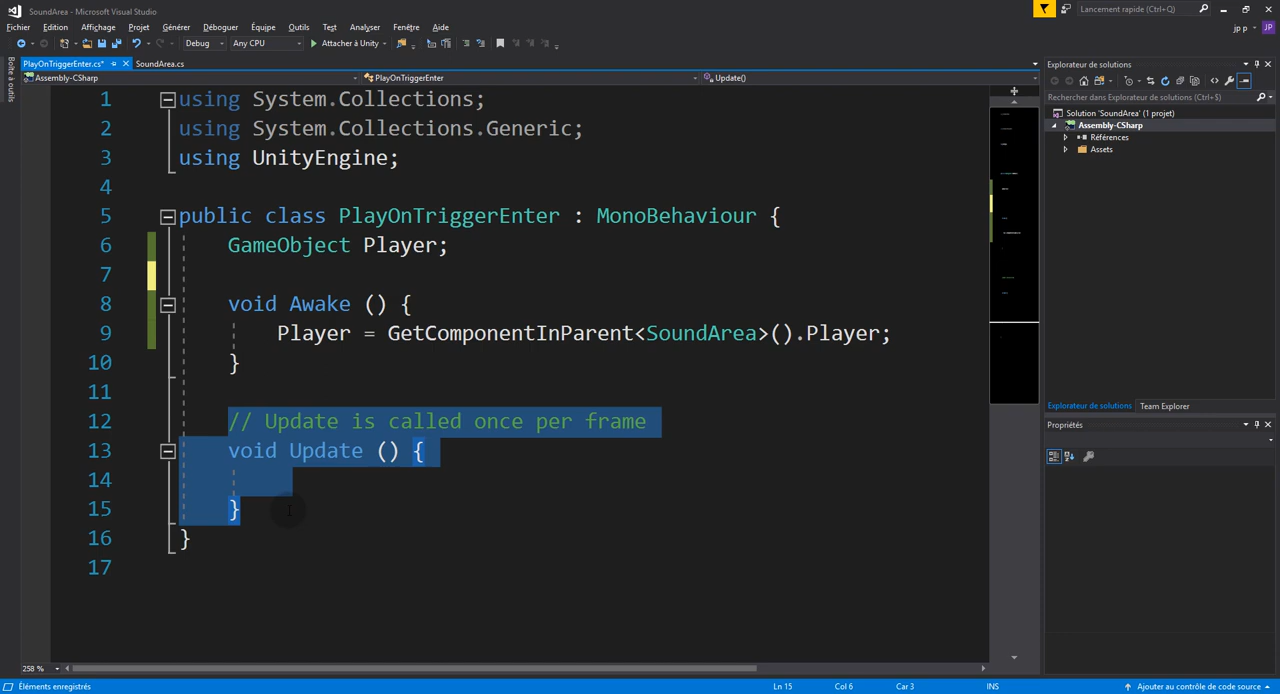 SoundArea - Microsoft Visual Studio
Lancement rapide (Ctrl+Q)
Fichier Edition Affichage Projet Générer Déboguer Équipe Outils Test Analyser Fenêtre Aide
jp p JP
Debug Any CPU Attacher à Unity
Boîte à outils
PlayOnTriggerEnter.cs* SoundArea.cs
Assembly-CSharp PlayOnTriggerEnter Update()
1 using System.Collections;
2 using System.Collections.Generic;
3 using UnityEngine;
4
5 public class PlayOnTriggerEnter : MonoBehaviour {
6 GameObject Player;
7
8 void Awake () {
9 Player = GetComponentInParent<SoundArea>().Player;
10 }
11
12 // Update is called once per frame
13 void Update () {
14
15 }
16 }
17
258 %
Explorateur de solutions
Rechercher dans Explorateur de solutions (Ctrl+$)
Solution 'SoundArea' (1 projet)
Assembly-CSharp
Références
Assets
Explorateur de solutions Team Explorer
Propriétés
Éléments enregistrés Ln 15 Col 6 Car 3 INS Ajouter au contrôle de code source